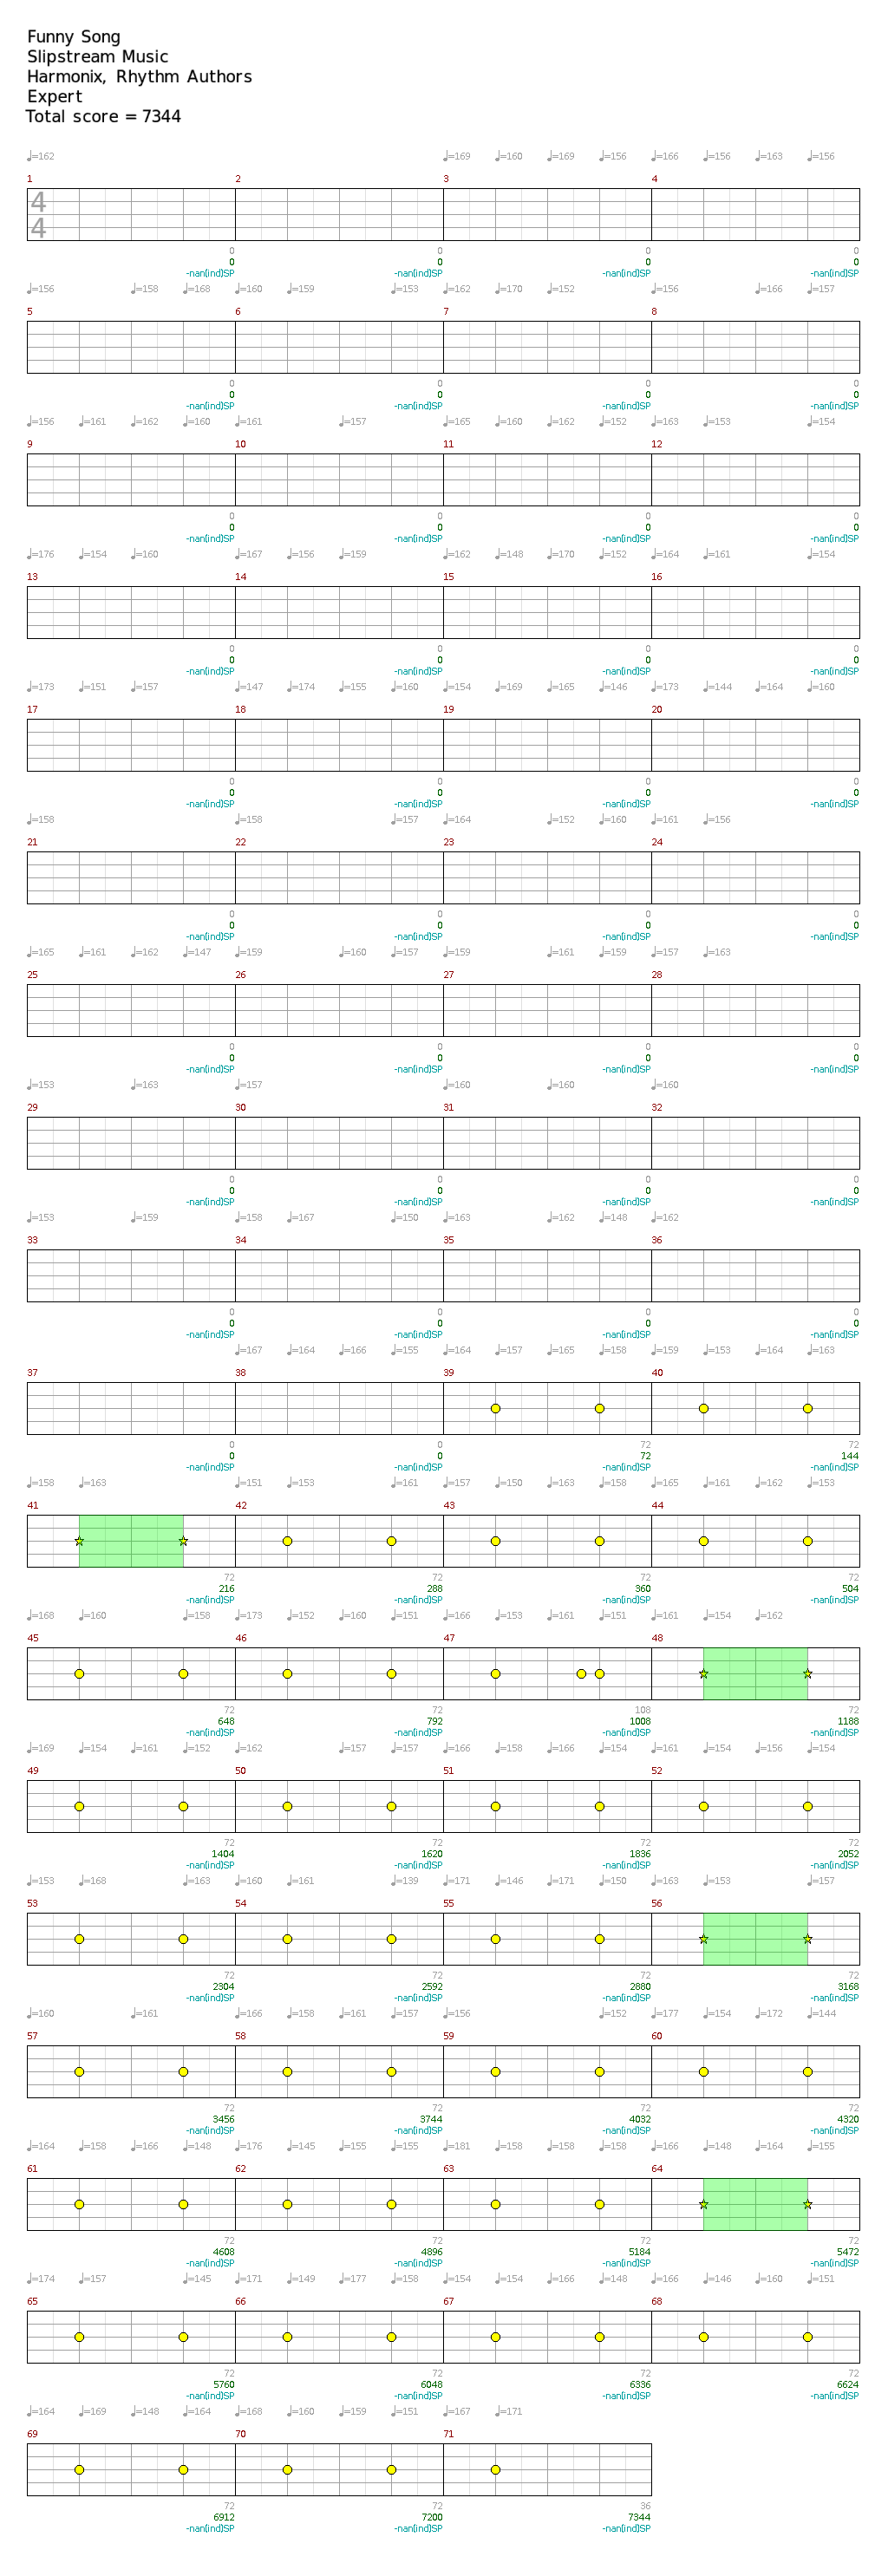 Funny Song
Slipstream Music
Harmonix, Rhythm Authors
Expert
Total score = 7344
♩=162 ♩=169 ♩=160 ♩=169 ♩=156 ♩=166 ♩=156 ♩=163 ♩=156
1 2 3 4
4
4
0 0 0 0
0 0 0 0
-nan(ind)SP -nan(ind)SP -nan(ind)SP -nan(ind)SP
♩=156 ♩=158 ♩=168 ♩=160 ♩=159 ♩=153 ♩=162 ♩=170 ♩=152 ♩=156 ♩=166 ♩=157
5 6 7 8
0 0 0 0
0 0 0 0
-nan(ind)SP -nan(ind)SP -nan(ind)SP -nan(ind)SP
♩=156 ♩=161 ♩=162 ♩=160 ♩=161 ♩=157 ♩=165 ♩=160 ♩=162 ♩=152 ♩=163 ♩=153 ♩=154
9 10 11 12
0 0 0 0
0 0 0 0
-nan(ind)SP -nan(ind)SP -nan(ind)SP -nan(ind)SP
♩=176 ♩=154 ♩=160 ♩=167 ♩=156 ♩=159 ♩=162 ♩=148 ♩=170 ♩=152 ♩=164 ♩=161 ♩=154
13 14 15 16
0 0 0 0
0 0 0 0
-nan(ind)SP -nan(ind)SP -nan(ind)SP -nan(ind)SP
♩=173 ♩=151 ♩=157 ♩=147 ♩=174 ♩=155 ♩=160 ♩=154 ♩=169 ♩=165 ♩=146 ♩=173 ♩=144 ♩=164 ♩=160
17 18 19 20
0 0 0 0
0 0 0 0
-nan(ind)SP -nan(ind)SP -nan(ind)SP -nan(ind)SP
♩=158 ♩=158 ♩=157 ♩=164 ♩=152 ♩=160 ♩=161 ♩=156
21 22 23 24
0 0 0 0
0 0 0 0
-nan(ind)SP -nan(ind)SP -nan(ind)SP -nan(ind)SP
♩=165 ♩=161 ♩=162 ♩=147 ♩=159 ♩=160 ♩=157 ♩=159 ♩=161 ♩=159 ♩=157 ♩=163
25 26 27 28
0 0 0 0
0 0 0 0
-nan(ind)SP -nan(ind)SP -nan(ind)SP -nan(ind)SP
♩=153 ♩=163 ♩=157 ♩=160 ♩=160 ♩=160
29 30 31 32
0 0 0 0
0 0 0 0
-nan(ind)SP -nan(ind)SP -nan(ind)SP -nan(ind)SP
♩=153 ♩=159 ♩=158 ♩=167 ♩=150 ♩=163 ♩=162 ♩=148 ♩=162
33 34 35 36
0 0 0 0
0 0 0 0
-nan(ind)SP -nan(ind)SP -nan(ind)SP -nan(ind)SP
♩=167 ♩=164 ♩=166 ♩=155 ♩=164 ♩=157 ♩=165 ♩=158 ♩=159 ♩=153 ♩=164 ♩=163
37 38 39 40
0 0 72 72
0 0 72 144
-nan(ind)SP -nan(ind)SP -nan(ind)SP -nan(ind)SP
♩=158 ♩=163 ♩=151 ♩=153 ♩=161 ♩=157 ♩=150 ♩=163 ♩=158 ♩=165 ♩=161 ♩=162 ♩=153
41 42 43 44
72 72 72 72
216 288 360 504
-nan(ind)SP -nan(ind)SP -nan(ind)SP -nan(ind)SP
♩=168 ♩=160 ♩=158 ♩=173 ♩=152 ♩=160 ♩=151 ♩=166 ♩=153 ♩=161 ♩=151 ♩=161 ♩=154 ♩=162
45 46 47 48
72 72 108 72
648 792 1008 1188
-nan(ind)SP -nan(ind)SP -nan(ind)SP -nan(ind)SP
♩=169 ♩=154 ♩=161 ♩=152 ♩=162 ♩=157 ♩=157 ♩=166 ♩=158 ♩=166 ♩=154 ♩=161 ♩=154 ♩=156 ♩=154
49 50 51 52
72 72 72 72
1404 1620 1836 2052
-nan(ind)SP -nan(ind)SP -nan(ind)SP -nan(ind)SP
♩=153 ♩=168 ♩=163 ♩=160 ♩=161 ♩=139 ♩=171 ♩=146 ♩=171 ♩=150 ♩=163 ♩=153 ♩=157
53 54 55 56
72 72 72 72
2304 2592 2880 3168
-nan(ind)SP -nan(ind)SP -nan(ind)SP -nan(ind)SP
♩=160 ♩=161 ♩=166 ♩=158 ♩=161 ♩=157 ♩=156 ♩=152 ♩=177 ♩=154 ♩=172 ♩=144
57 58 59 60
72 72 72 72
3456 3744 4032 4320
-nan(ind)SP -nan(ind)SP -nan(ind)SP -nan(ind)SP
♩=164 ♩=158 ♩=166 ♩=148 ♩=176 ♩=145 ♩=155 ♩=155 ♩=181 ♩=158 ♩=158 ♩=158 ♩=166 ♩=148 ♩=164 ♩=155
61 62 63 64
72 72 72 72
4608 4896 5184 5472
-nan(ind)SP -nan(ind)SP -nan(ind)SP -nan(ind)SP
♩=174 ♩=157 ♩=145 ♩=171 ♩=149 ♩=177 ♩=158 ♩=154 ♩=154 ♩=166 ♩=148 ♩=166 ♩=146 ♩=160 ♩=151
65 66 67 68
72 72 72 72
5760 6048 6336 6624
-nan(ind)SP -nan(ind)SP -nan(ind)SP -nan(ind)SP
♩=164 ♩=169 ♩=148 ♩=164 ♩=168 ♩=160 ♩=159 ♩=151 ♩=167 ♩=171
69 70 71
72 72 36
6912 7200 7344
-nan(ind)SP -nan(ind)SP -nan(ind)SP